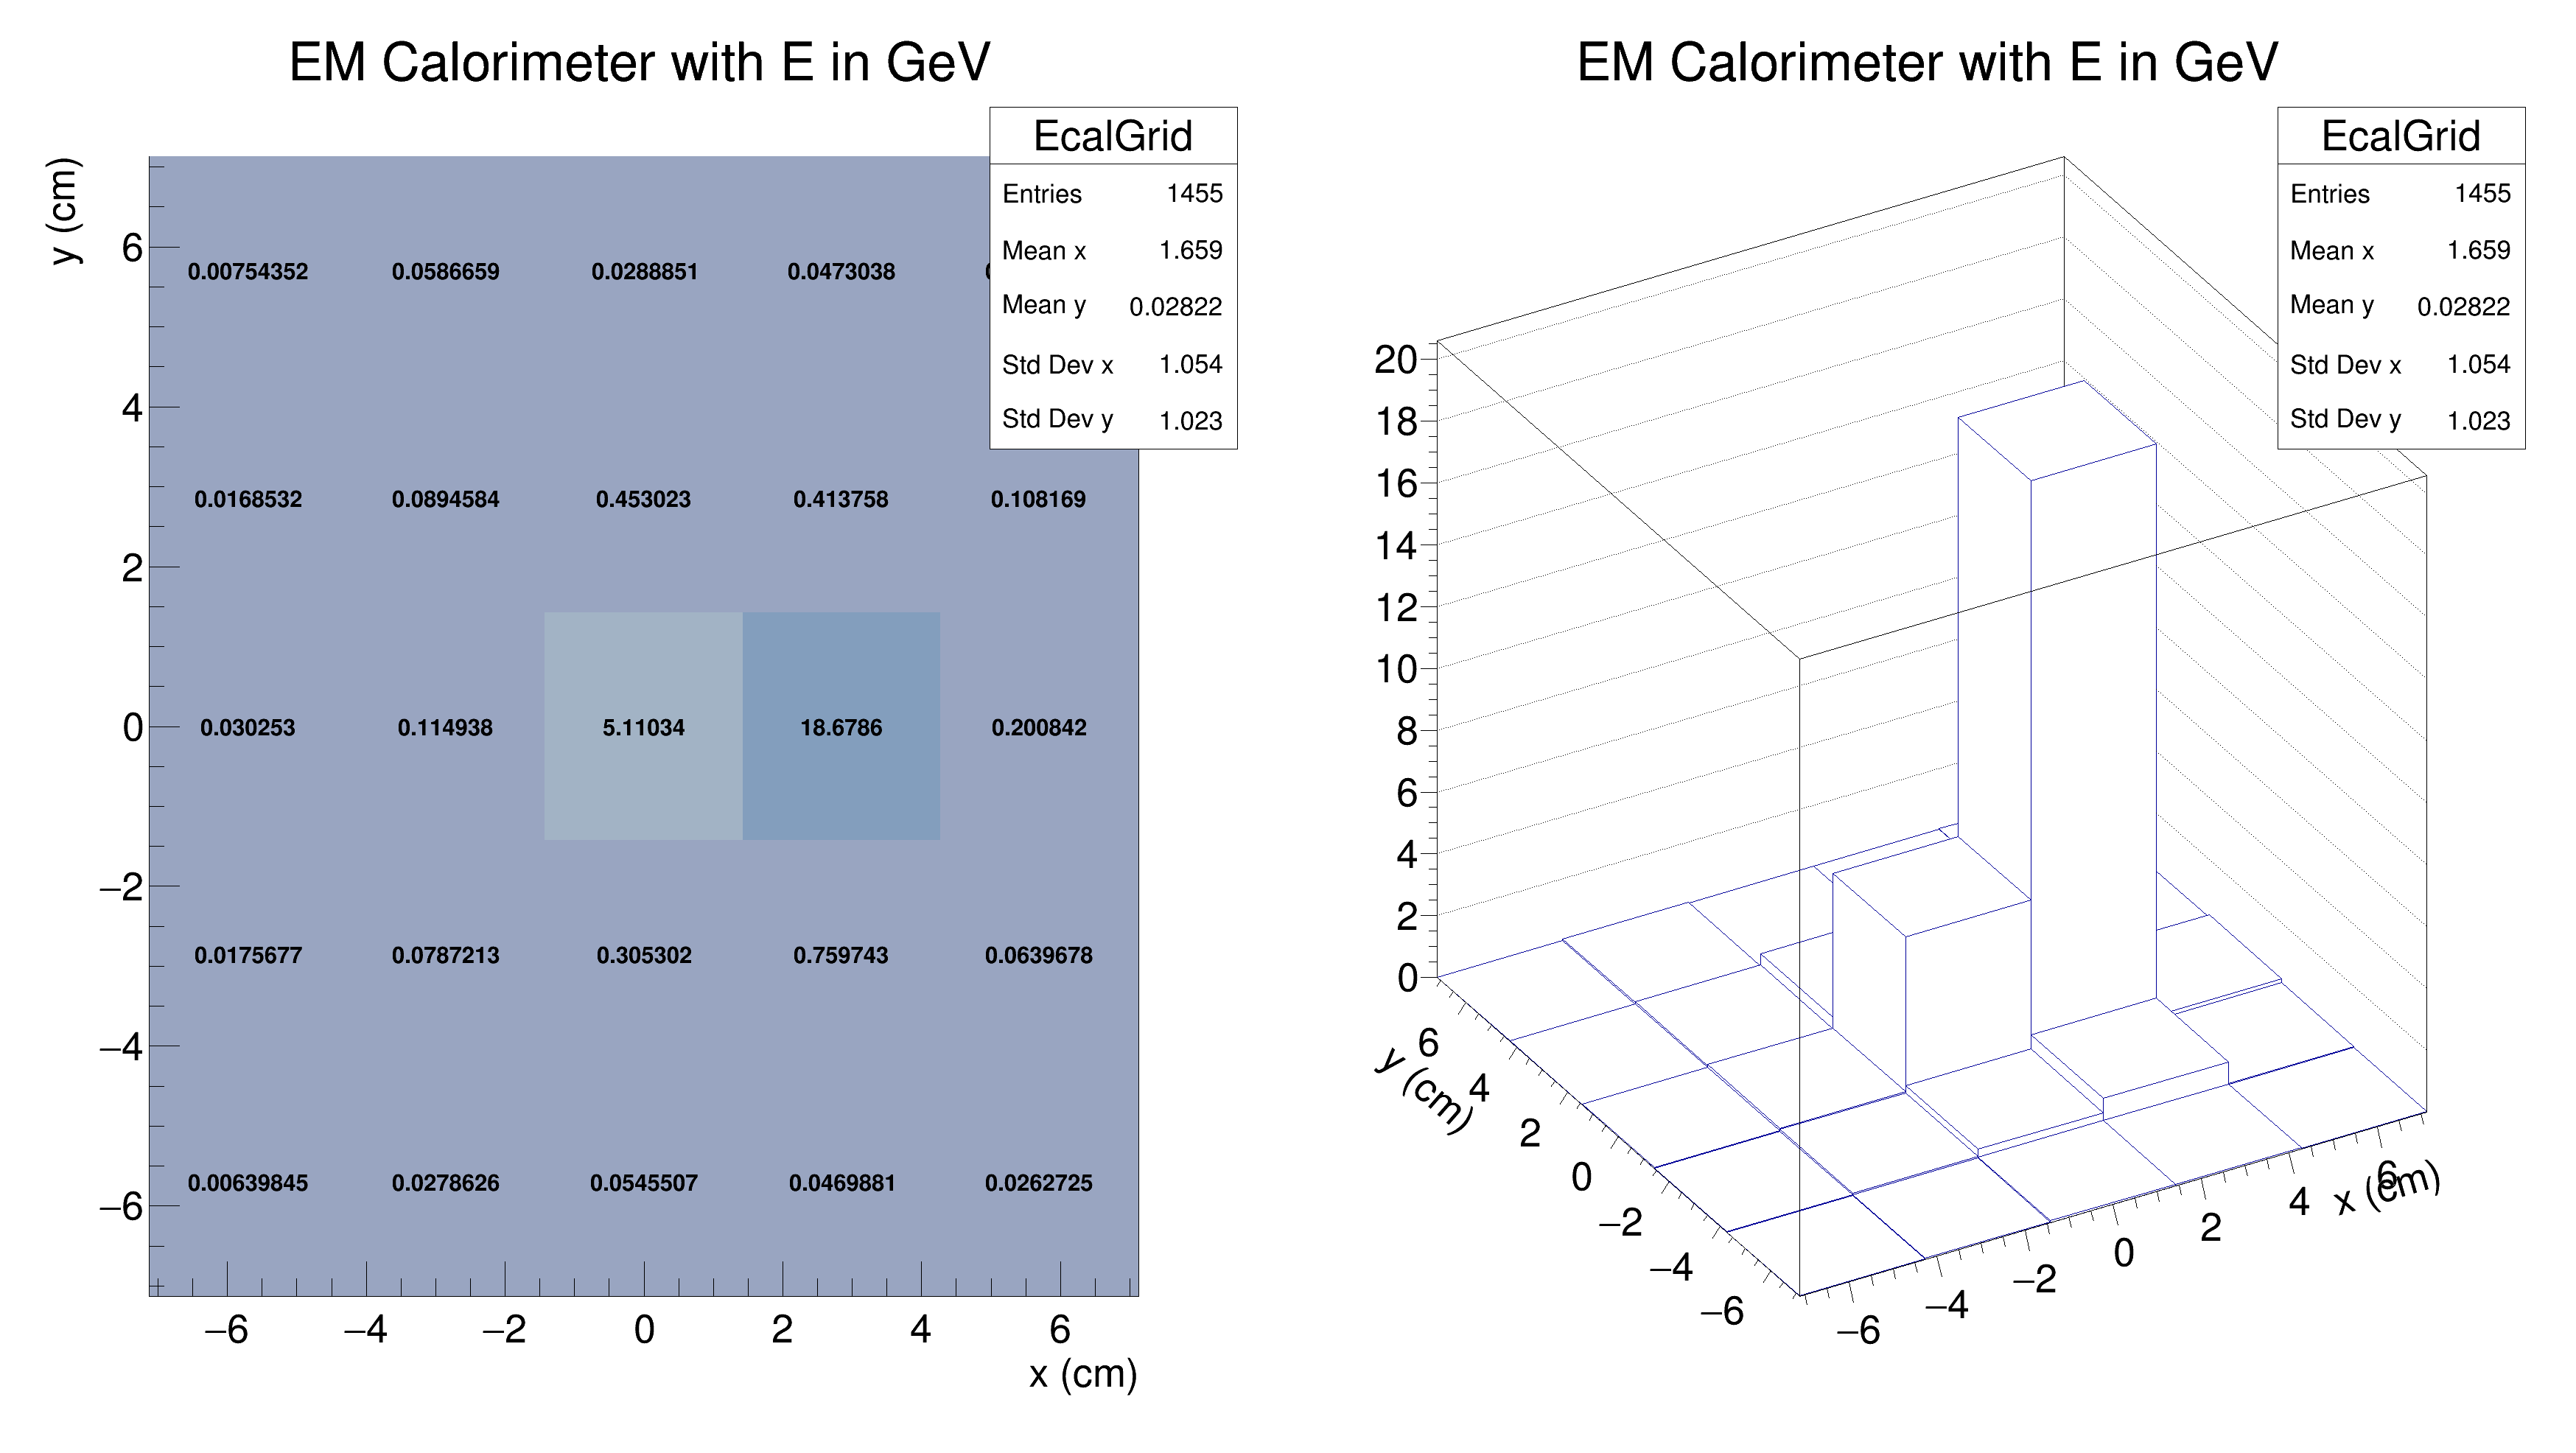 EM Calorimeter with E in GeV
EcalGrid
Entries 1455
Mean x 1.659
Mean y 0.02822
Std Dev x 1.054
Std Dev y 1.023
y (cm)
6
4
2
0
−2
−4
−6
0.00754352 0.0586659 0.0288851 0.0473038
0.0168532 0.0894584 0.453023 0.413758 0.108169
0.030253 0.114938 5.11034 18.6786 0.200842
0.0175677 0.0787213 0.305302 0.759743 0.0639678
0.00639845 0.0278626 0.0545507 0.0469881 0.0262725
−6 −4 −2 0 2 4 6
x (cm)
EM Calorimeter with E in GeV
EcalGrid
Entries 1455
Mean x 1.659
Mean y 0.02822
Std Dev x 1.054
Std Dev y 1.023
20
18
16
14
12
10
8
6
4
2
0
6
4
2
0
−2
−4
−6
y (cm)
−6 −4 −2 0 2 4 6
x (cm)